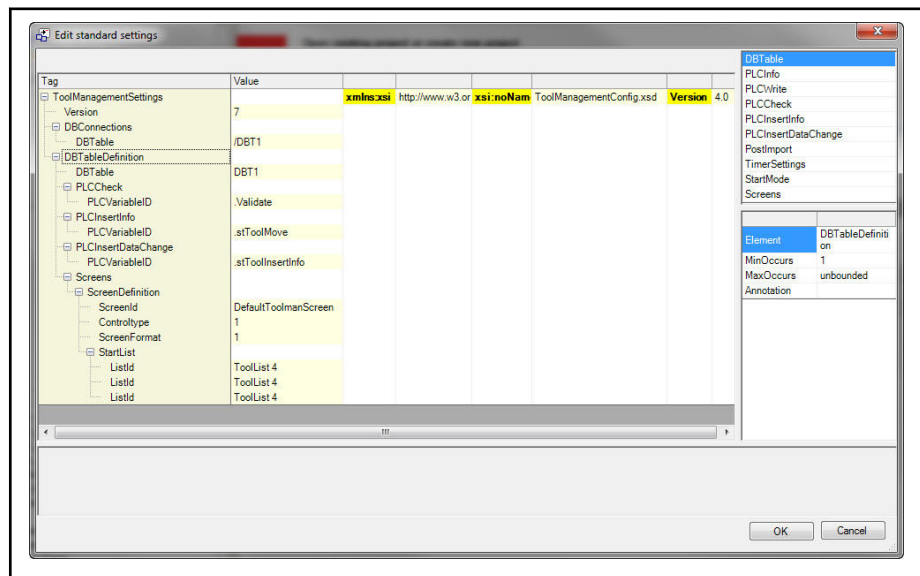 Edit standard settings
Tag Value
ToolManagementSettings xmlns:xsi http://www.w3.or xsi:noNam ToolManagementConfig.xsd Version 4.0
Version 7
DBConnections
DBTable /DBT1
DBTableDefinition
DBTable DBT1
PLCCheck
PLCVariableID .Validate
PLCInsertInfo
PLCVariableID .stToolMove
PLCInsertDataChange
PLCVariableID .stToolInsertInfo
Screens
ScreenDefinition
ScreenId DefaultToolmanScreen
Controltype 1
ScreenFormat 1
StartList
ListId ToolList 4
ListId ToolList 4
ListId ToolList 4
DBTable
PLCInfo
PLCWrite
PLCCheck
PLCInsertInfo
PLCInsertDataChange
PostImport
TimerSettings
StartMode
Screens
Element DBTableDefiniti
on
MinOccurs 1
MaxOccurs unbounded
Annotation
OK Cancel